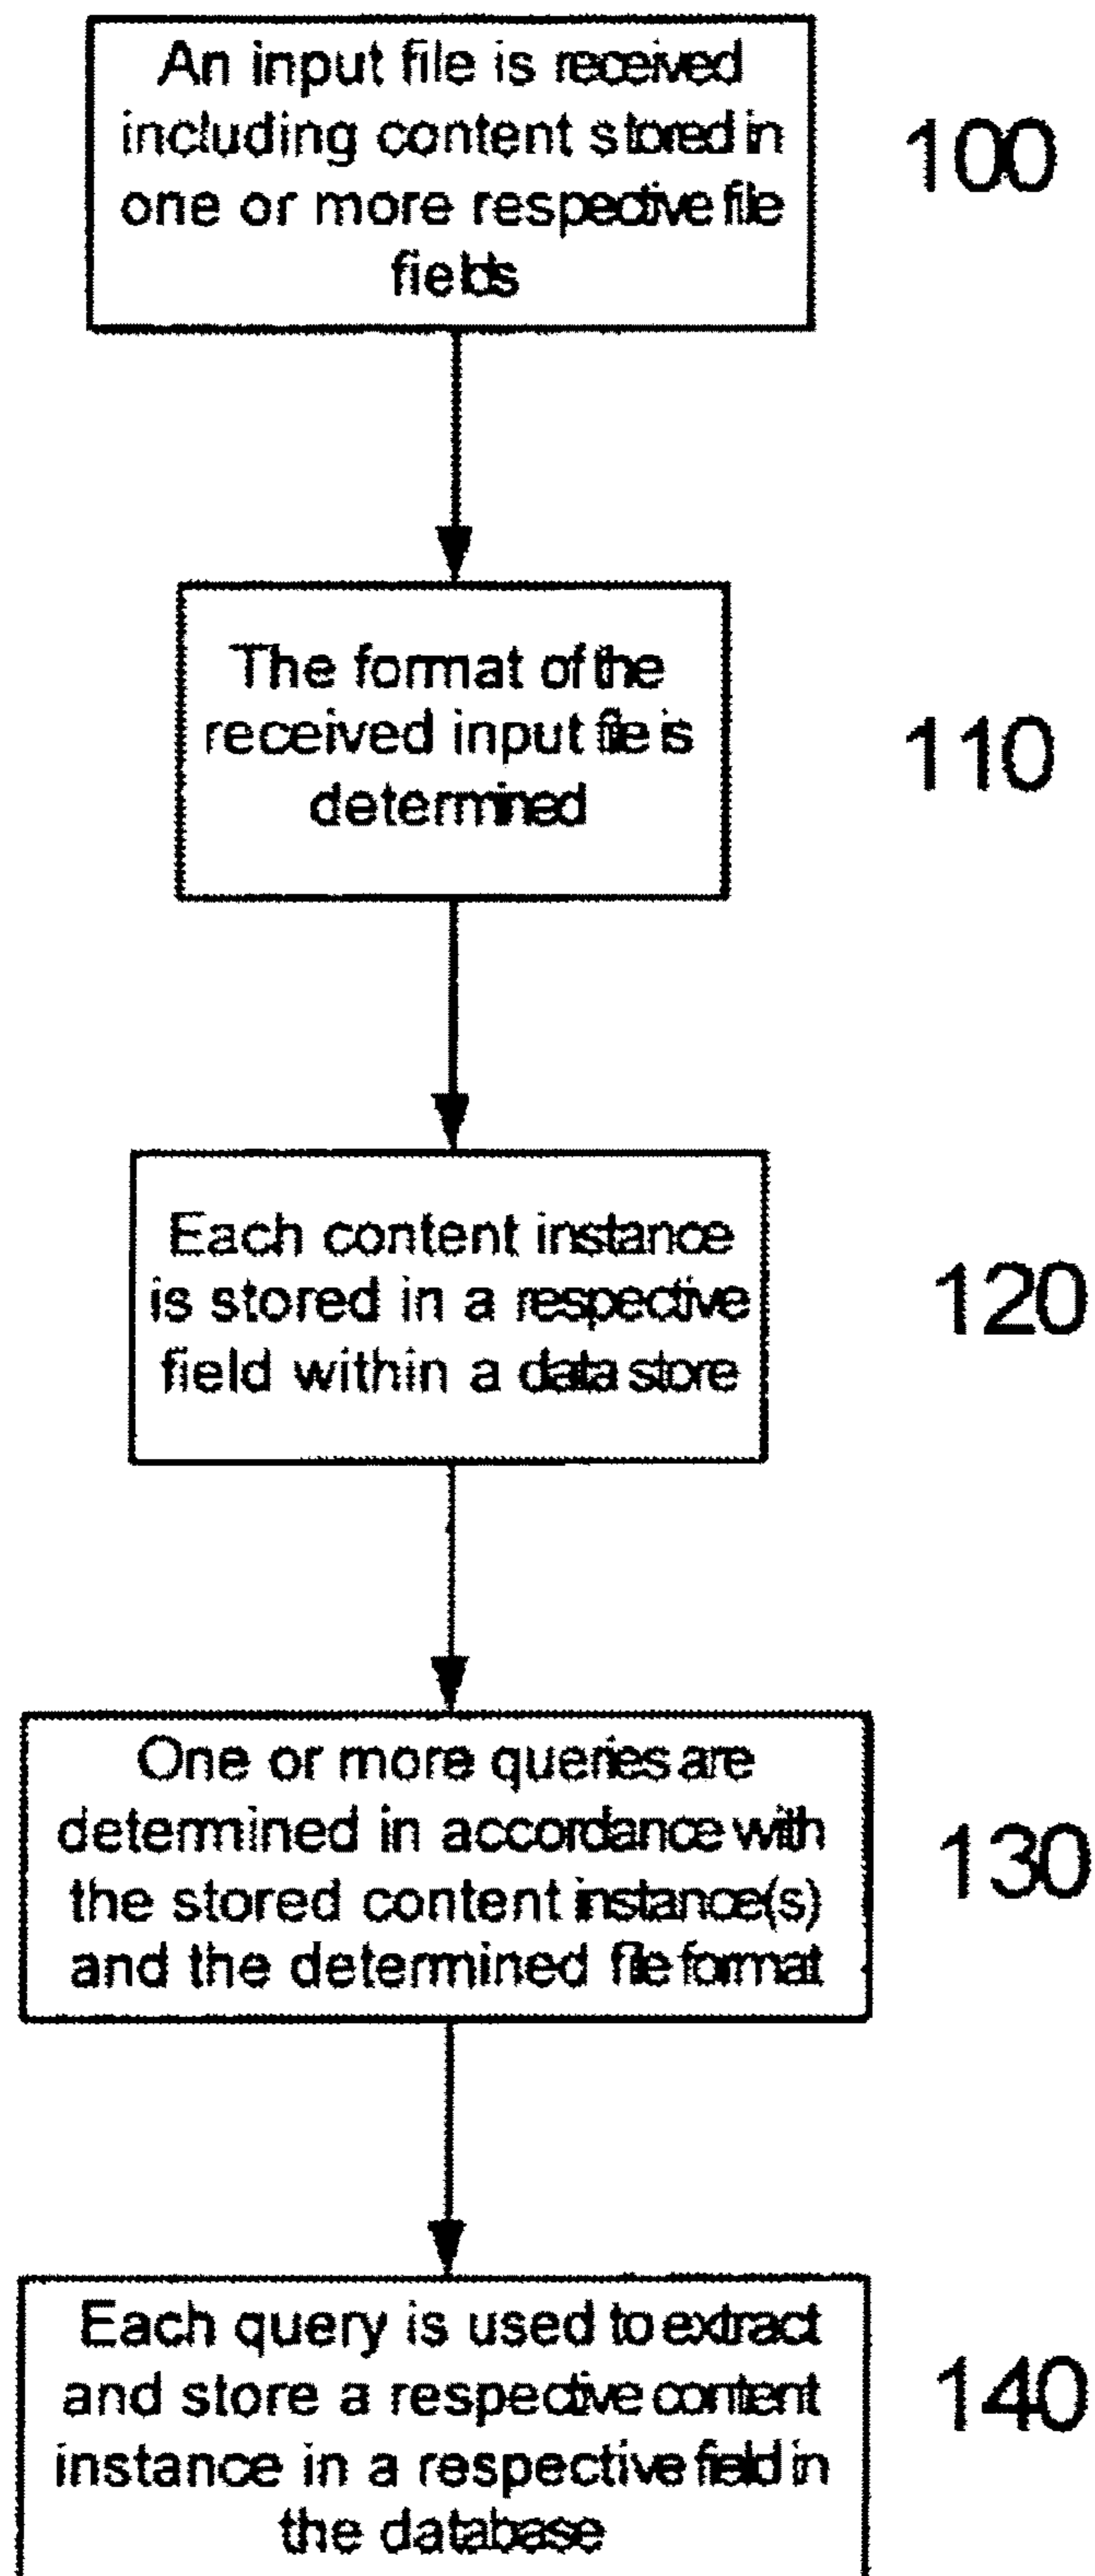 An input file is received
including content stored in
one or more respective file
fields
100
The format of the
received input file is
determined
110
Each content instance
is stored in a respective
field within a data store
120
One or more queries are
determined in accordance with
the stored content instance(s)
and the determined file format
130
Each query is used to extract
and store a respective content
instance in a respective field in
the database
140